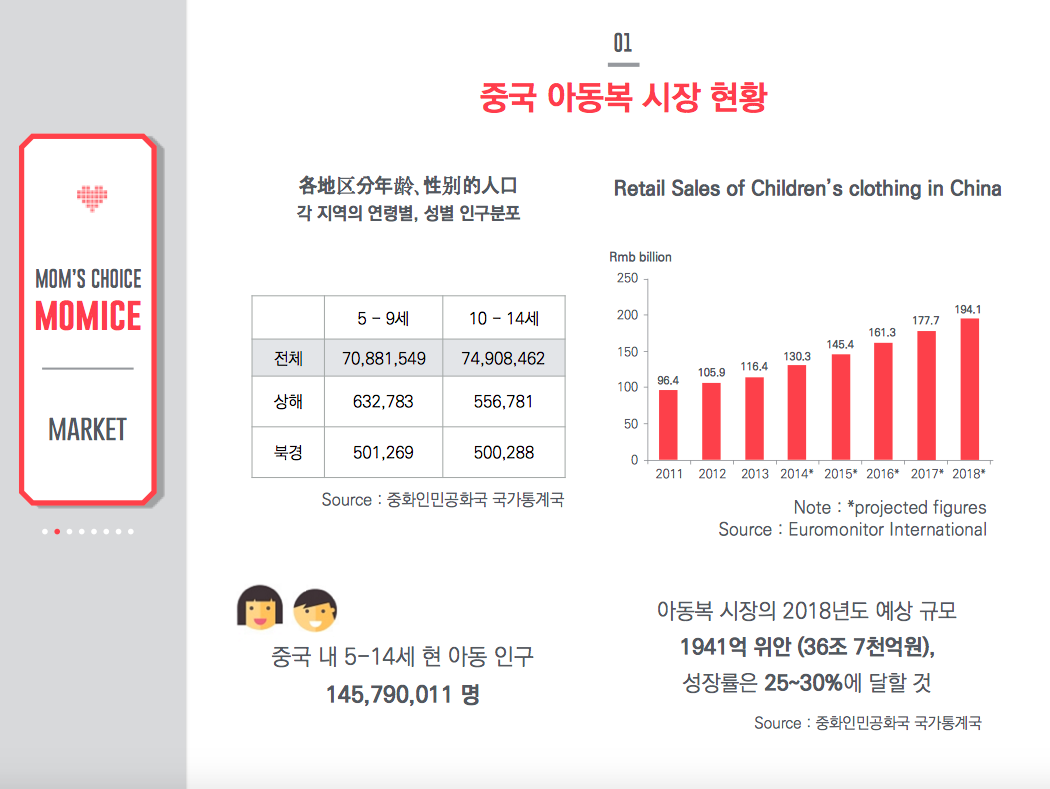 MOM'S CHOICE
MOMICE
MARKET
01
중국 아동복 시장 현황
各地区分年龄、性别的人口
각 지역의 연령별, 성별 인구분포
5 - 9세 10 - 14세
전체 70,881,549 74,908,462
상해 632,783 556,781
북경 501,269 500,288
Source : 중화인민공화국 국가통계국
중국 내 5-14세 현 아동 인구
145,790,011 명
Retail Sales of Children's clothing in China
Rmb billion
250
200
150
100
50
0
96.4 105.9 116.4 130.3 145.4 161.3 177.7 194.1
2011 2012 2013 2014* 2015* 2016* 2017* 2018*
Note : *projected figures
Source : Euromonitor International
아동복 시장의 2018년도 예상 규모
1941억 위안 (36조 7천억원),
성장률은 25~30%에 달할 것
Source : 중화인민공화국 국가통계국